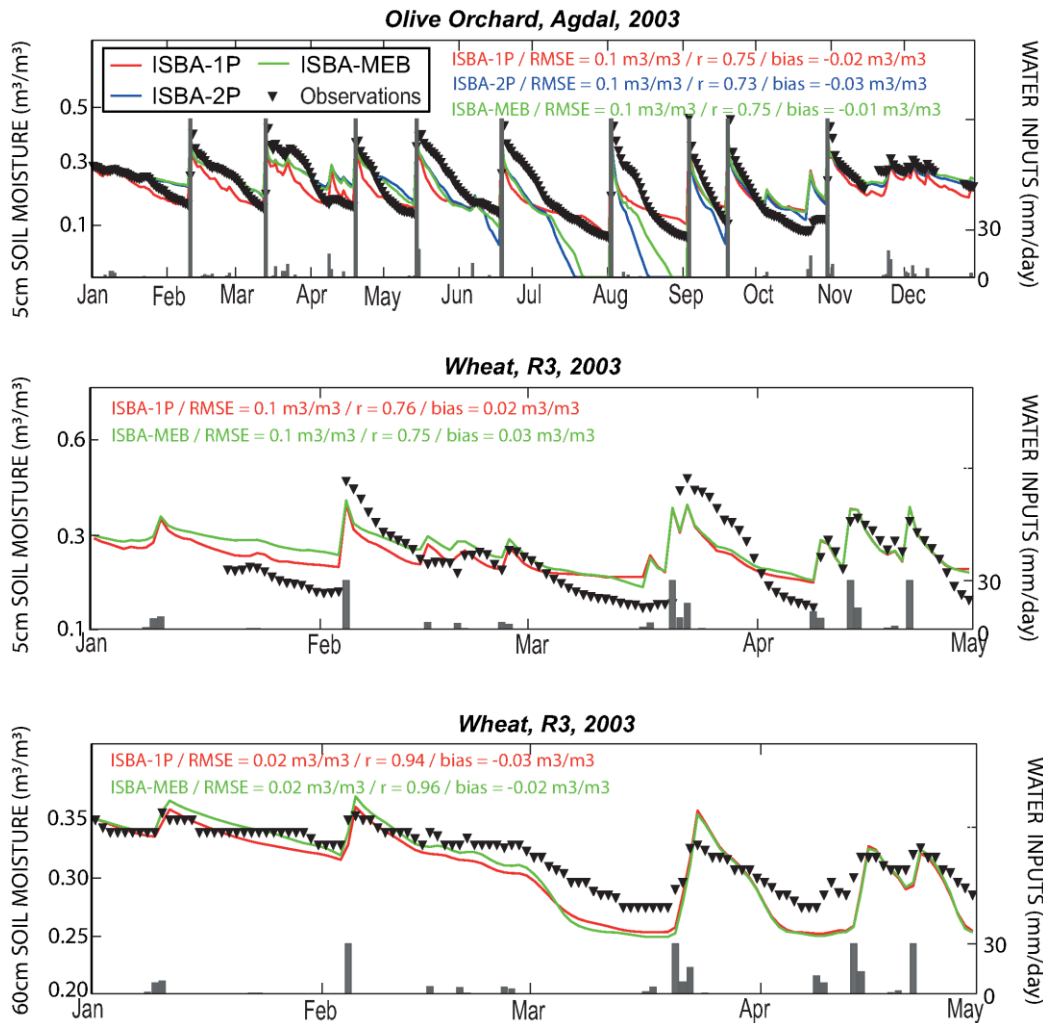 Olive Orchard, Agdal, 2003
ISBA-1P
ISBA-MEB
ISBA-2P
Observations
ISBA-1P / RMSE = 0.1 m3/m3 / r = 0.75 / bias = -0.02 m3/m3
ISBA-2P / RMSE = 0.1 m3/m3 / r = 0.73 / bias = -0.03 m3/m3
ISBA-MEB / RMSE = 0.1 m3/m3 / r = 0.75 / bias = -0.01 m3/m3
5cm SOIL MOISTURE (m³/m³)
0.5
0.3
0.1
WATER INPUTS (mm/day)
30
0
Jan Feb Mar Apr May Jun Jul Aug Sep Oct Nov Dec
Wheat, R3, 2003
ISBA-1P / RMSE = 0.1 m3/m3 / r = 0.76 / bias = 0.02 m3/m3
ISBA-MEB / RMSE = 0.1 m3/m3 / r = 0.75 / bias = 0.03 m3/m3
5cm SOIL MOISTURE (m³/m³)
0.6
0.3
0.1
WATER INPUTS (mm/day)
30
0
Jan Feb Mar Apr May
Wheat, R3, 2003
ISBA-1P / RMSE = 0.02 m3/m3 / r = 0.94 / bias = -0.03 m3/m3
ISBA-MEB / RMSE = 0.02 m3/m3 / r = 0.96 / bias = -0.02 m3/m3
60cm SOIL MOISTURE (m³/m³)
0.35
0.30
0.25
0.20
WATER INPUTS (mm/day)
30
0
Jan Feb Mar Apr May